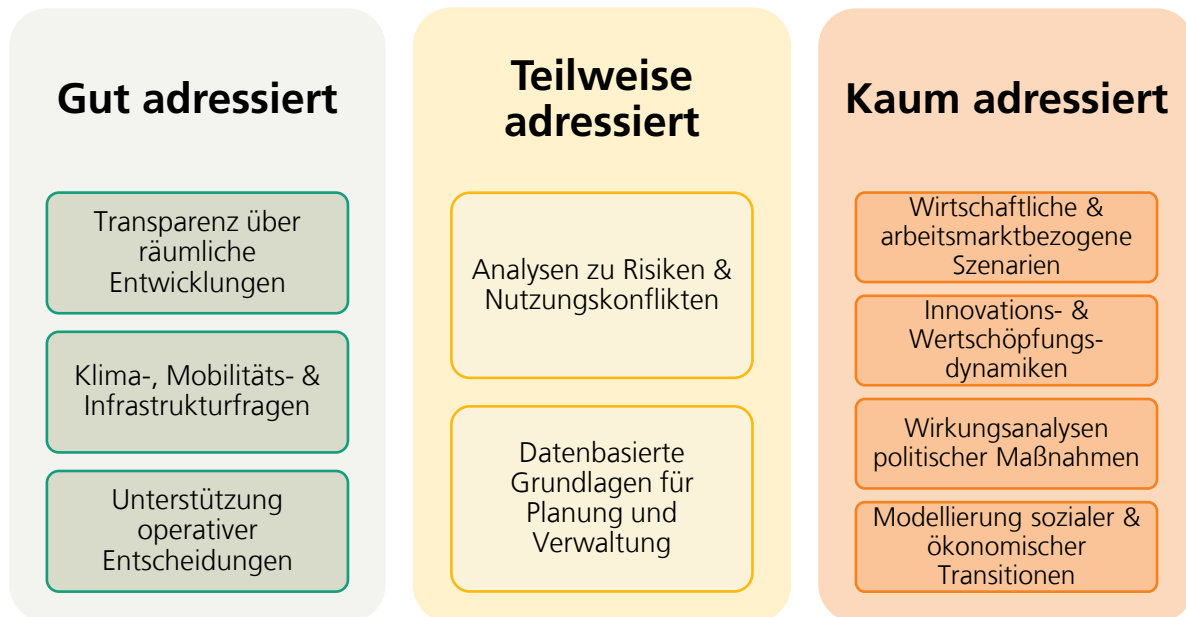 Gut adressiert
Transparenz über
räumliche
Entwicklungen
Klima-, Mobilitäts- &
Infrastrukturfragen
Unterstützung
operativer
Entscheidungen
Teilweise
adressiert
Analysen zu Risiken &
Nutzungskonflikten
Datenbasierte
Grundlagen für
Planung und
Verwaltung
Kaum adressiert
Wirtschaftliche &
arbeitsmarktbezogene
Szenarien
Innovations- &
Wertschöpfungs-
dynamiken
Wirkungsanalysen
politischer Maßnahmen
Modellierung sozialer &
ökonomischer
Transitionen